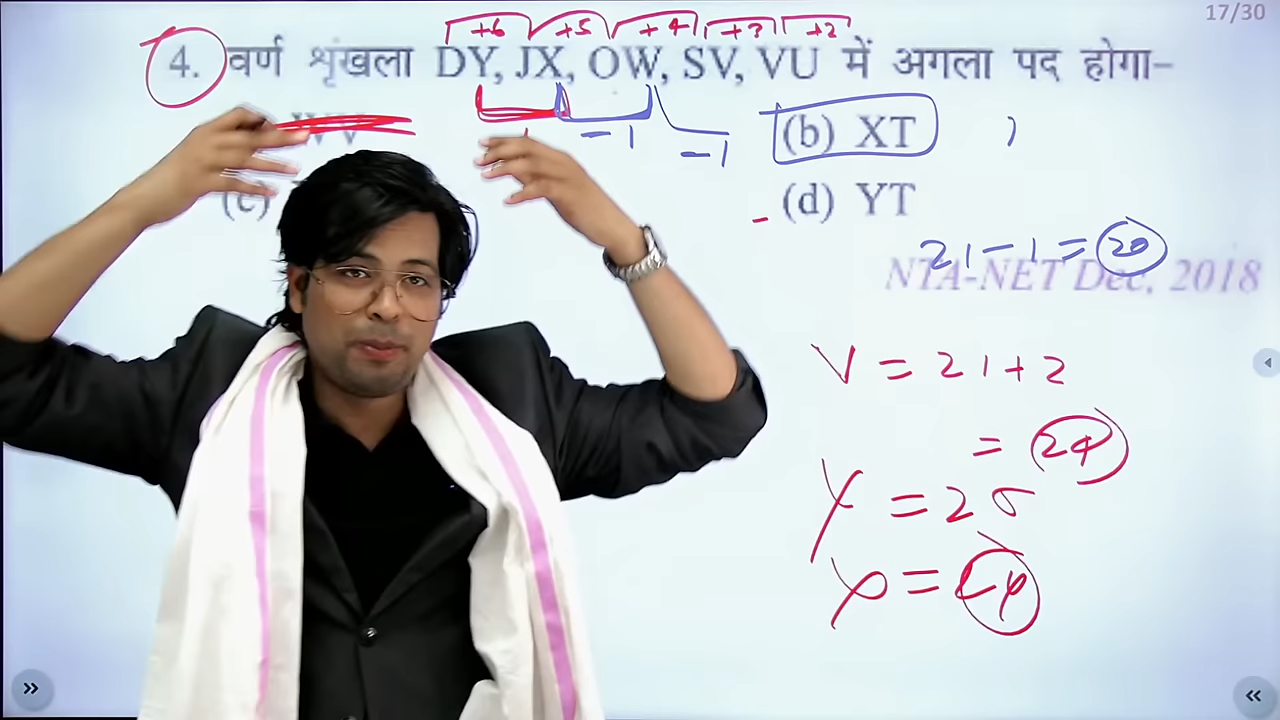 17/30
+6 +5 +4 +3 +2
4. वर्ण शृंखला DY, JX, OW, SV, VU में अगला पद होगा–
(b) XT
-1 -1
(c)
(d) YT
21 - 1 = 20
NTA-NET Dec, 2018
V = 21 + 2
= 24
Y = 25